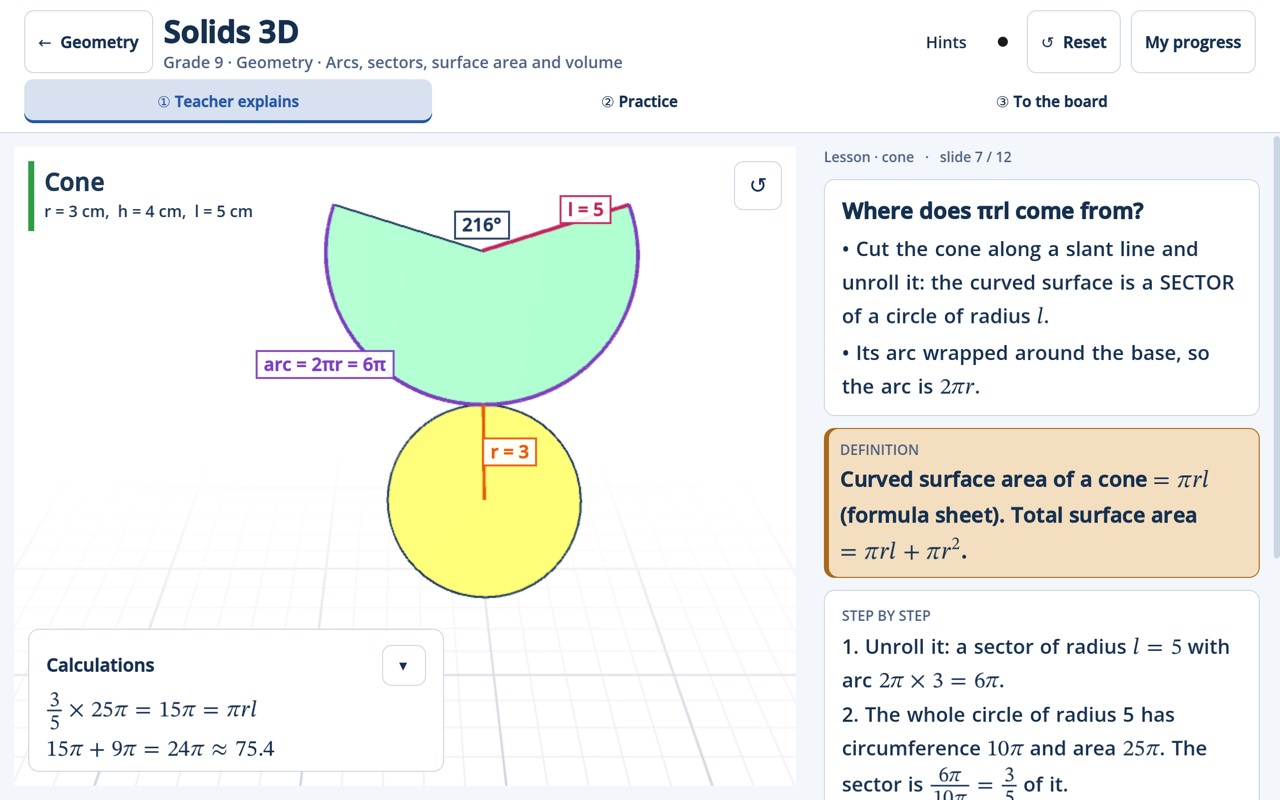 ← Geometry
Solids 3D
Grade 9 · Geometry · Arcs, sectors, surface area and volume
Hints
↺ Reset
My progress
① Teacher explains
② Practice
③ To the board
Cone
r = 3 cm, h = 4 cm, l = 5 cm
↺
216°
l = 5
arc = 2πr = 6π
r = 3
Calculations
▼
3/5 × 25π = 15π = πrl
15π + 9π = 24π ≈ 75.4
Lesson · cone · slide 7 / 12
Where does πrl come from?
• Cut the cone along a slant line and
unroll it: the curved surface is a SECTOR
of a circle of radius l.
• Its arc wrapped around the base, so
the arc is 2πr.
DEFINITION
Curved surface area of a cone = πrl
(formula sheet). Total surface area
= πrl + πr².
STEP BY STEP
1. Unroll it: a sector of radius l = 5 with
arc 2π × 3 = 6π.
2. The whole circle of radius 5 has
circumference 10π and area 25π. The
sector is 6π/10π = 3/5 of it.